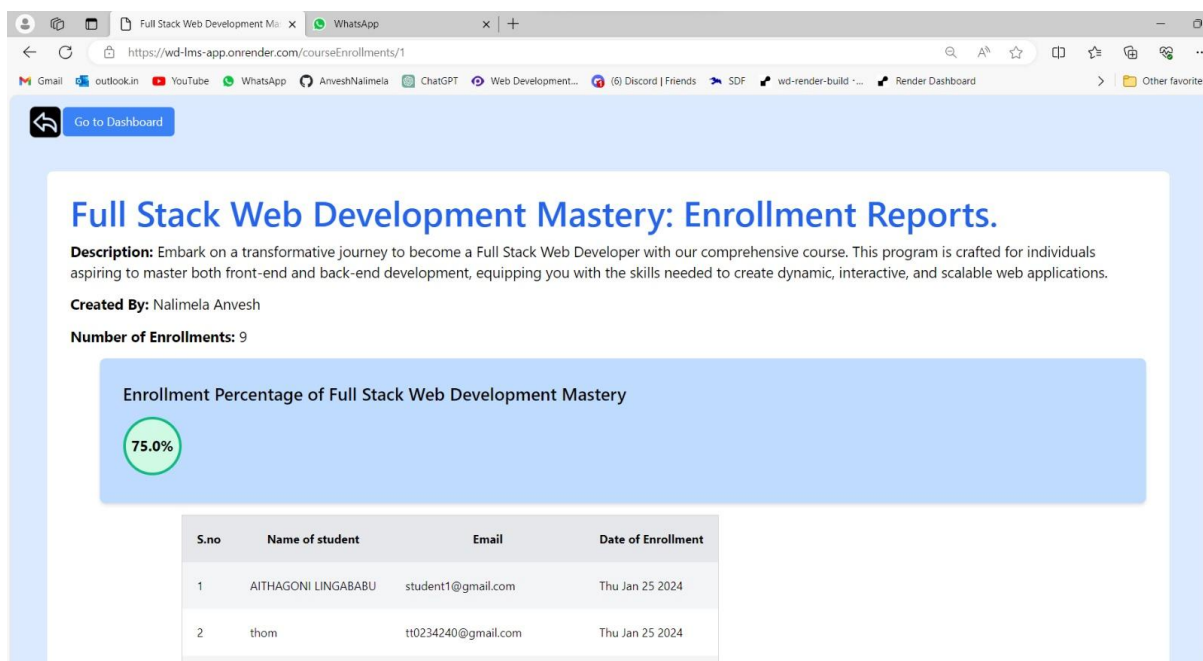 Full Stack Web Development Ma
WhatsApp
https://wd-lms-app.onrender.com/courseEnrollments/1
Gmail
outlook.in
YouTube
WhatsApp
AnveshNalimela
ChatGPT
Web Development...
(6) Discord | Friends
SDF
wd-render-build ·...
Render Dashboard
Other favorite
Go to Dashboard
Full Stack Web Development Mastery: Enrollment Reports.
Description: Embark on a transformative journey to become a Full Stack Web Developer with our comprehensive course. This program is crafted for individuals
aspiring to master both front-end and back-end development, equipping you with the skills needed to create dynamic, interactive, and scalable web applications.
Created By: Nalimela Anvesh
Number of Enrollments: 9
Enrollment Percentage of Full Stack Web Development Mastery
75.0%
S.no Name of student Email Date of Enrollment
1 AITHAGONI LINGABABU student1@gmail.com Thu Jan 25 2024
2 thom tt0234240@gmail.com Thu Jan 25 2024